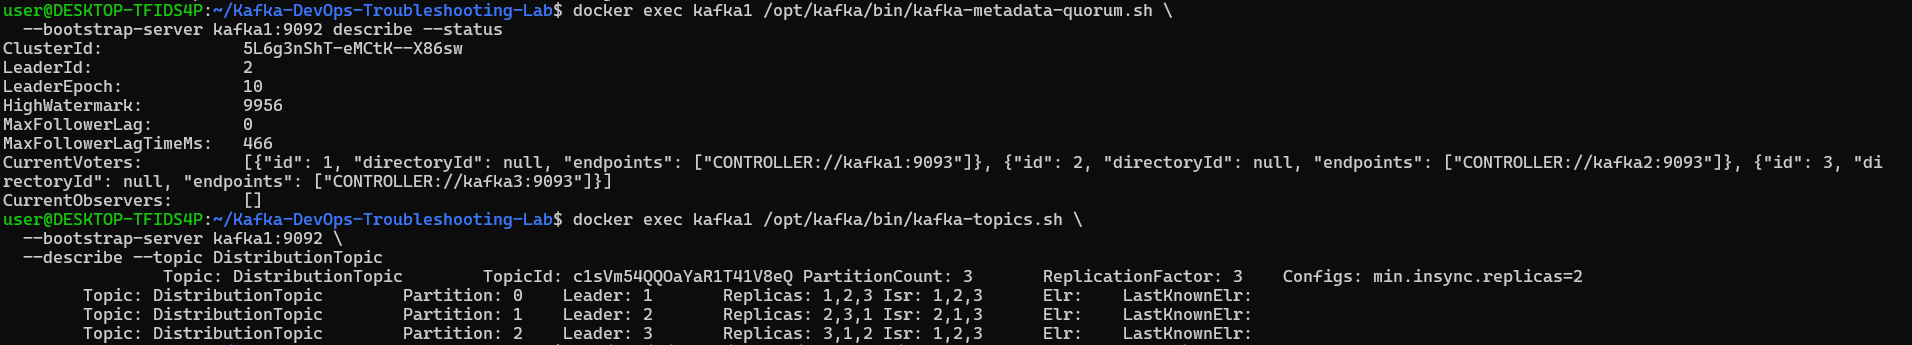 user@DESKTOP-TFIDS4P:~/Kafka-DevOps-Troubleshooting-Lab$ docker exec kafka1 /opt/kafka/bin/kafka-metadata-quorum.sh \
  --bootstrap-server kafka1:9092 describe --status
ClusterId:              5L6g3nShT-eMCtK--X86sw
LeaderId:               2
LeaderEpoch:            10
HighWatermark:          9956
MaxFollowerLag:         0
MaxFollowerLagTimeMs:   466
CurrentVoters:          [{"id": 1, "directoryId": null, "endpoints": ["CONTROLLER://kafka1:9093"]}, {"id": 2, "directoryId": null, "endpoints": ["CONTROLLER://kafka2:9093"]}, {"id": 3, "di
rectoryId": null, "endpoints": ["CONTROLLER://kafka3:9093"]}]
CurrentObservers:       []
user@DESKTOP-TFIDS4P:~/Kafka-DevOps-Troubleshooting-Lab$ docker exec kafka1 /opt/kafka/bin/kafka-topics.sh \
  --bootstrap-server kafka1:9092 \
  --describe --topic DistributionTopic
                Topic: DistributionTopic        TopicId: c1sVm54QQOaYaR1T41V8eQ PartitionCount: 3       ReplicationFactor: 3    Configs: min.insync.replicas=2
        Topic: DistributionTopic        Partition: 0    Leader: 1       Replicas: 1,2,3 Isr: 1,2,3      Elr:    LastKnownElr:
        Topic: DistributionTopic        Partition: 1    Leader: 2       Replicas: 2,3,1 Isr: 2,1,3      Elr:    LastKnownElr:
        Topic: DistributionTopic        Partition: 2    Leader: 3       Replicas: 3,1,2 Isr: 1,2,3      Elr:    LastKnownElr: